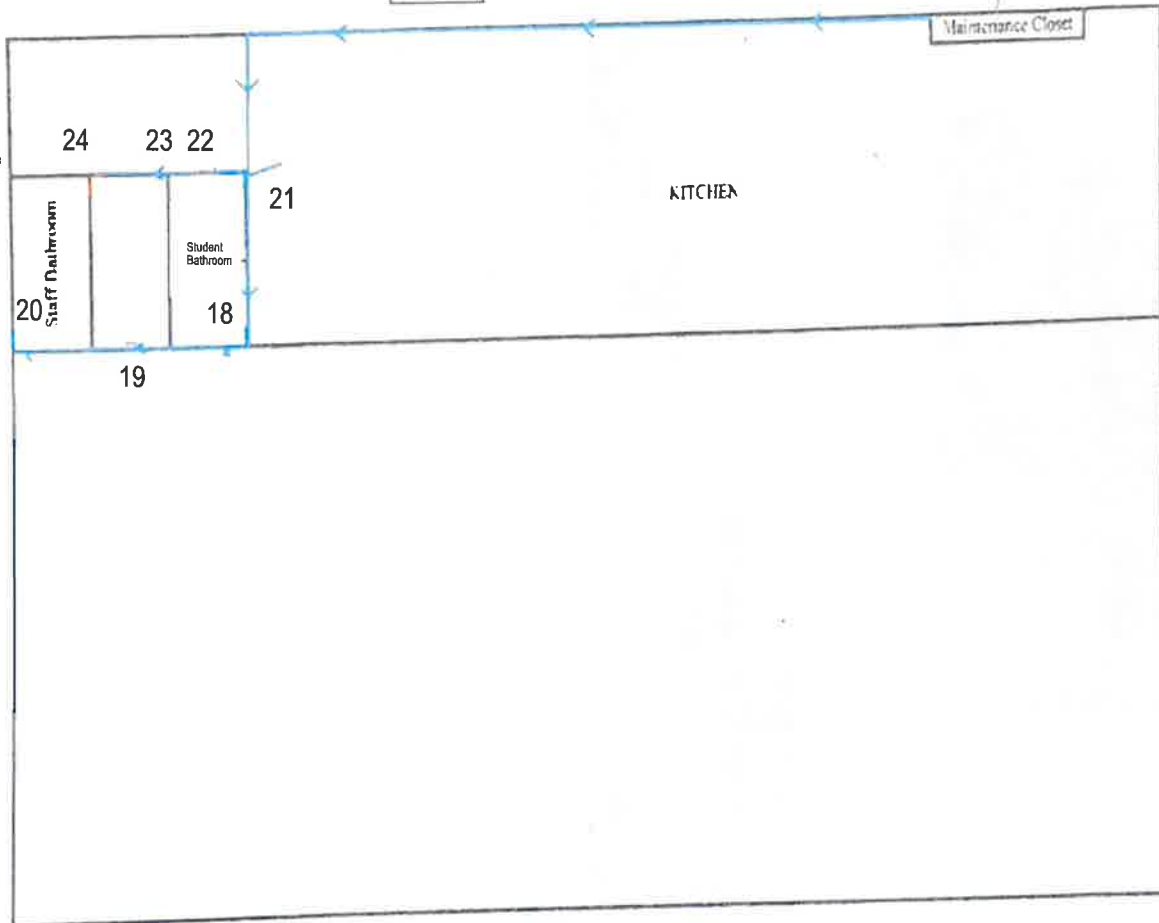 Maintenance Closet
24
23
22
21
KITCHEN
Staff Bathroom
Student
Bathroom
20
18
19